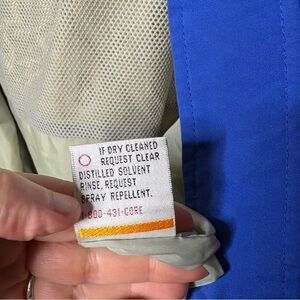 IF DRY CLEANED
REQUEST CLEAR
DISTILLED SOLVENT
RINSE, REQUEST
SPRAY REPELLENT.
1-800-431-GORE